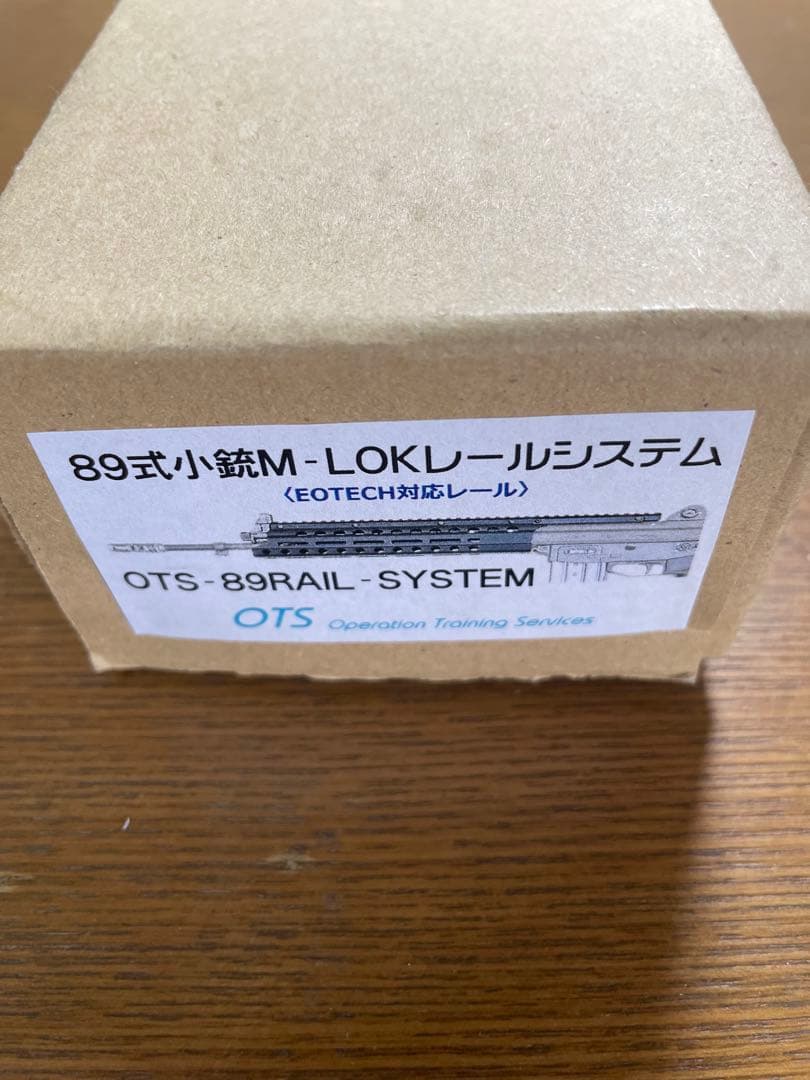 89式小銃M-LOKレールシステム
〈EOTECH対応レール〉
OTS-89RAIL-SYSTEM
OTS Operation Training Services